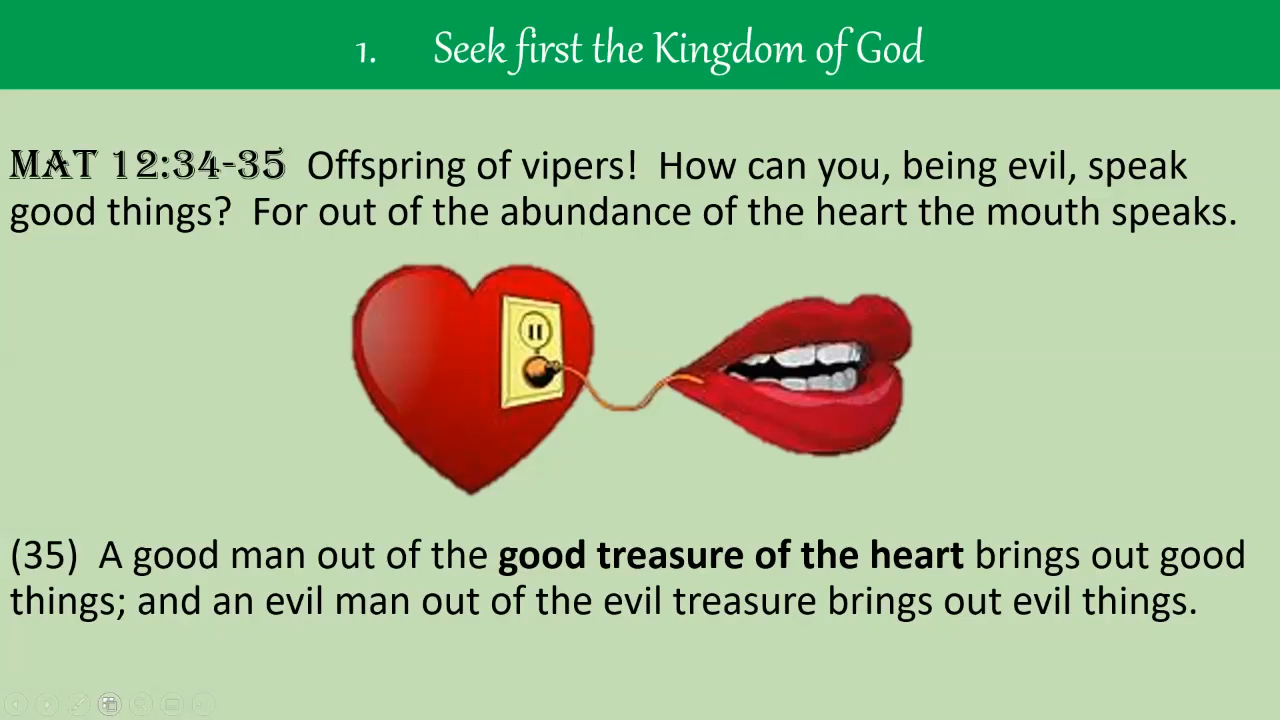 1. Seek first the Kingdom of God
MAT 12:34-35 Offspring of vipers! How can you, being evil, speak
good things? For out of the abundance of the heart the mouth speaks.
(35) A good man out of the good treasure of the heart brings out good
things; and an evil man out of the evil treasure brings out evil things.